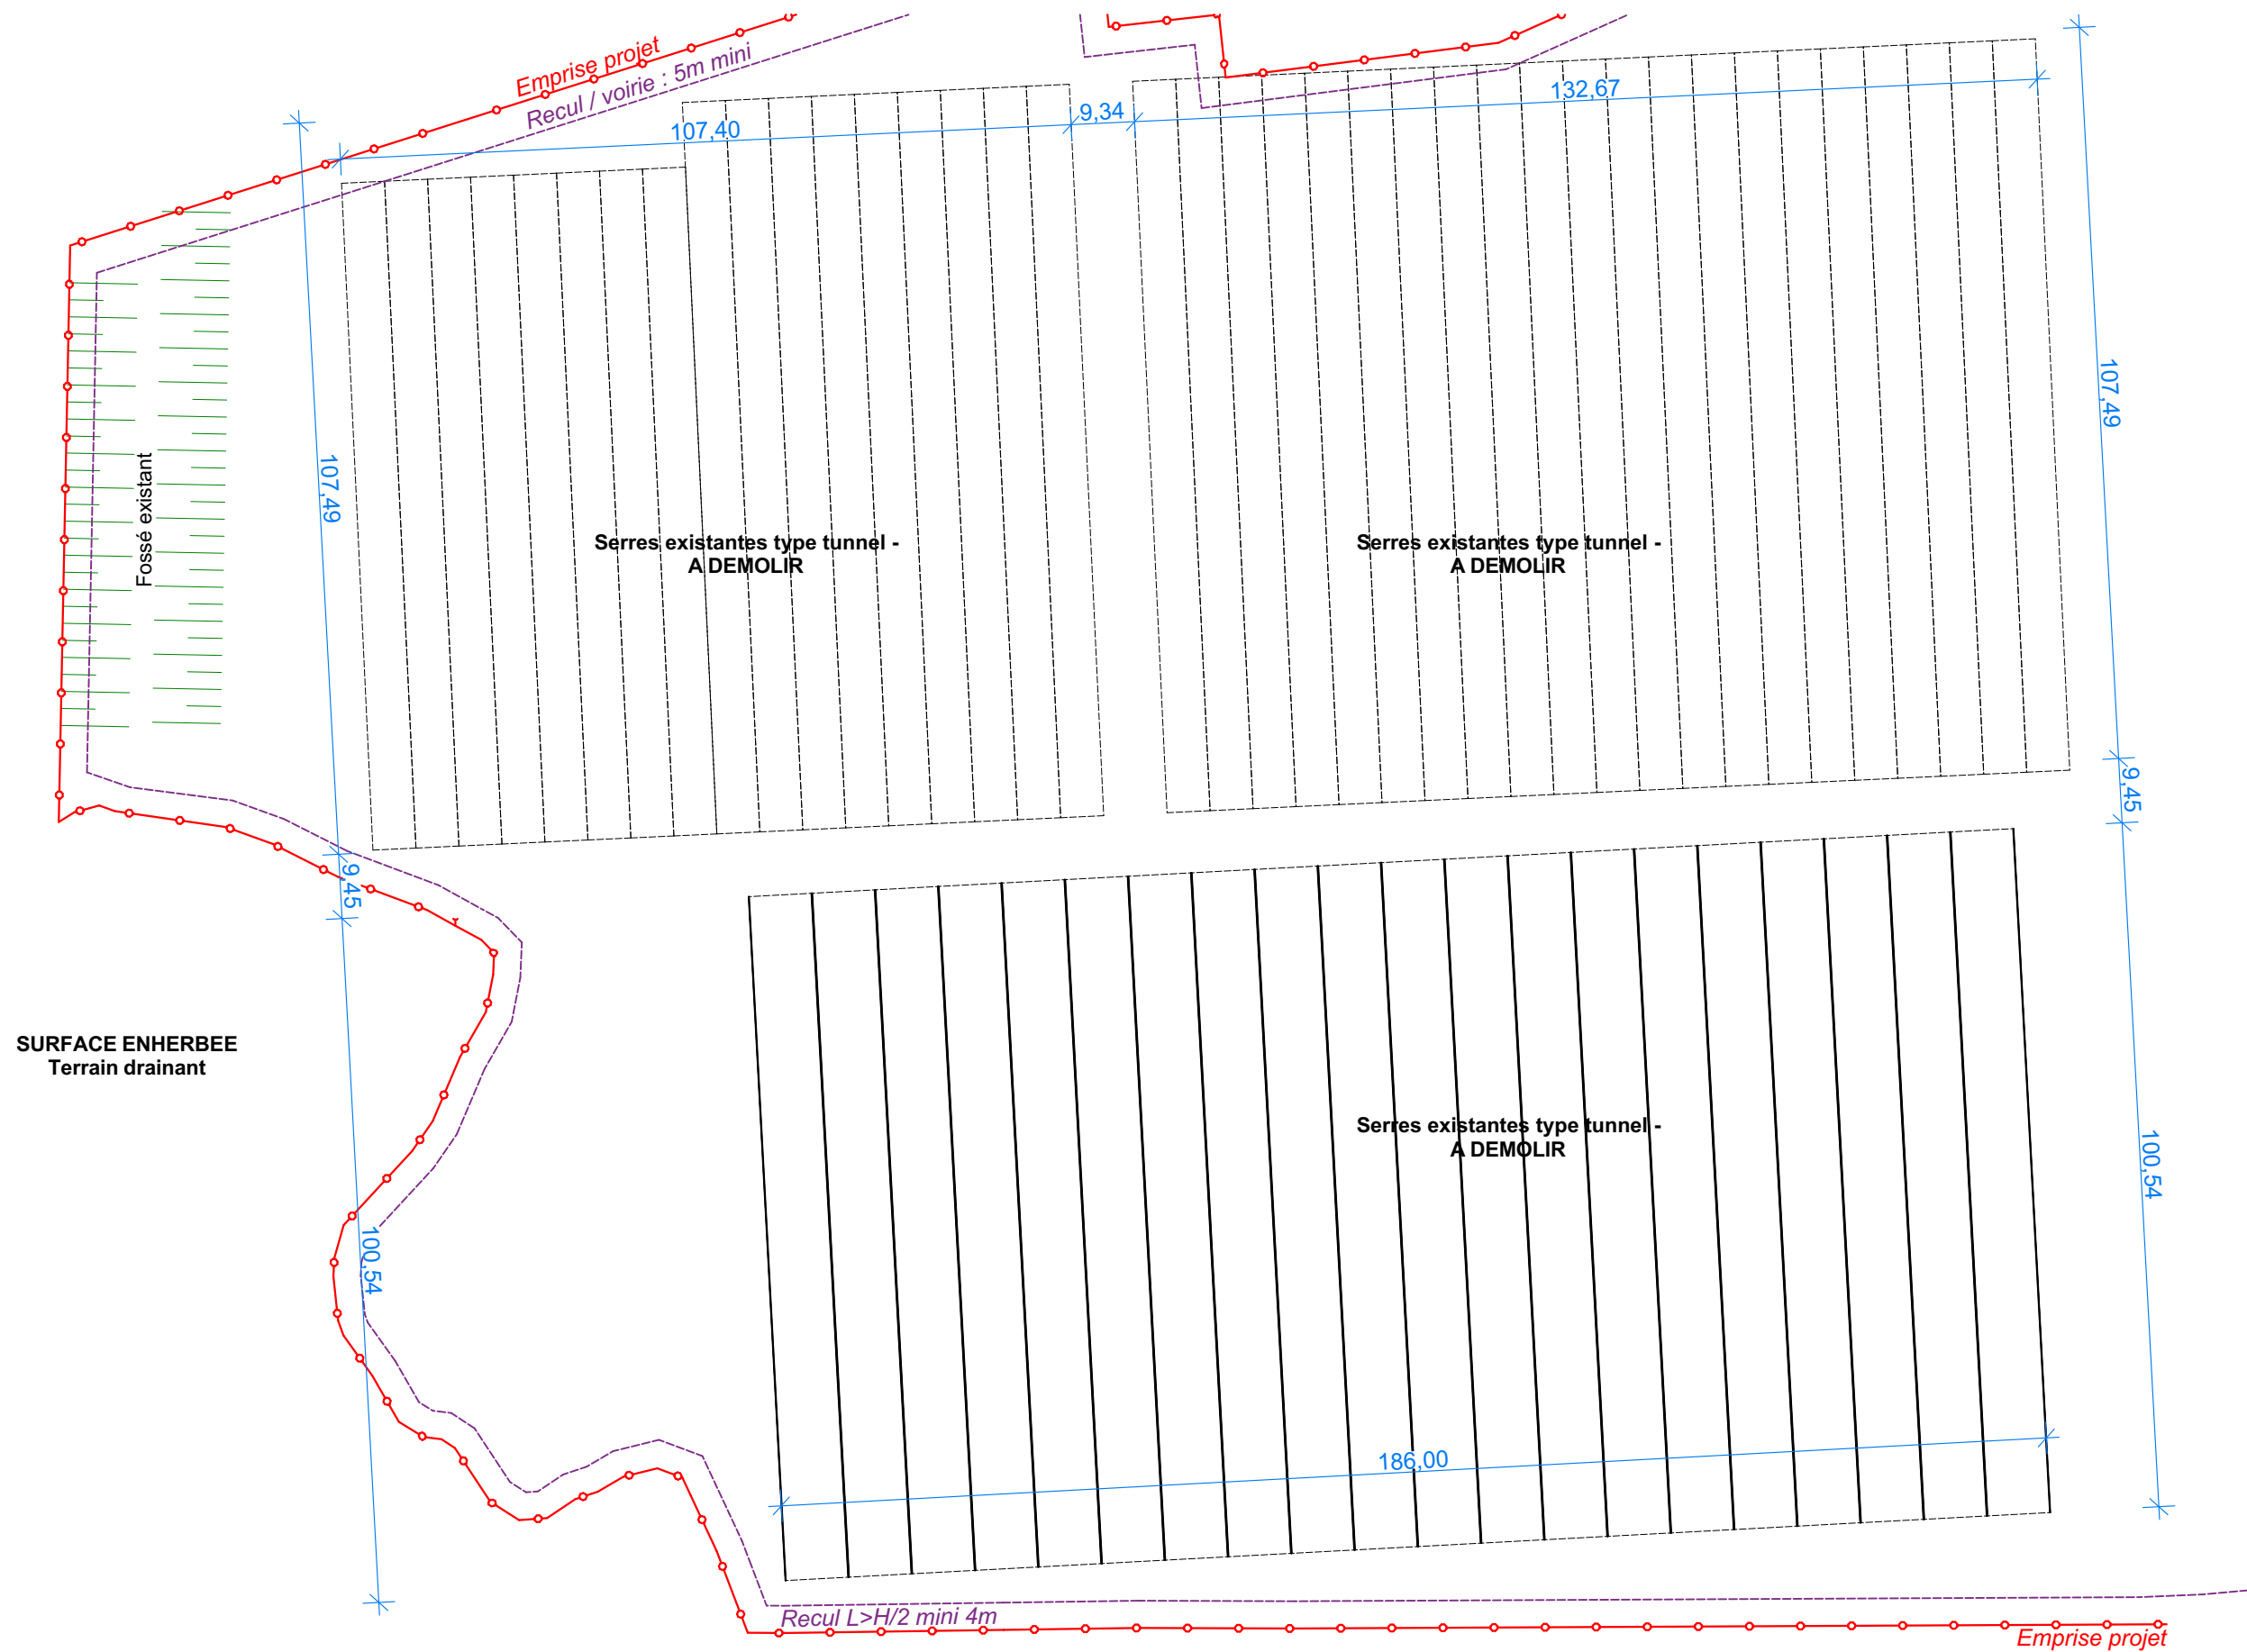 Emprise projet
Recul / voirie : 5m mini
107,40
9,34
132,67
107,49
107,49
Fossé existant
Serres existantes type tunnel -
A DEMOLIR
Serres existantes type tunnel -
A DEMOLIR
9,45
9,45
SURFACE ENHERBEE
Terrain drainant
Serres existantes type tunnel -
A DEMOLIR
100,54
100,54
186,00
Recul L>H/2 mini 4m
Emprise projet